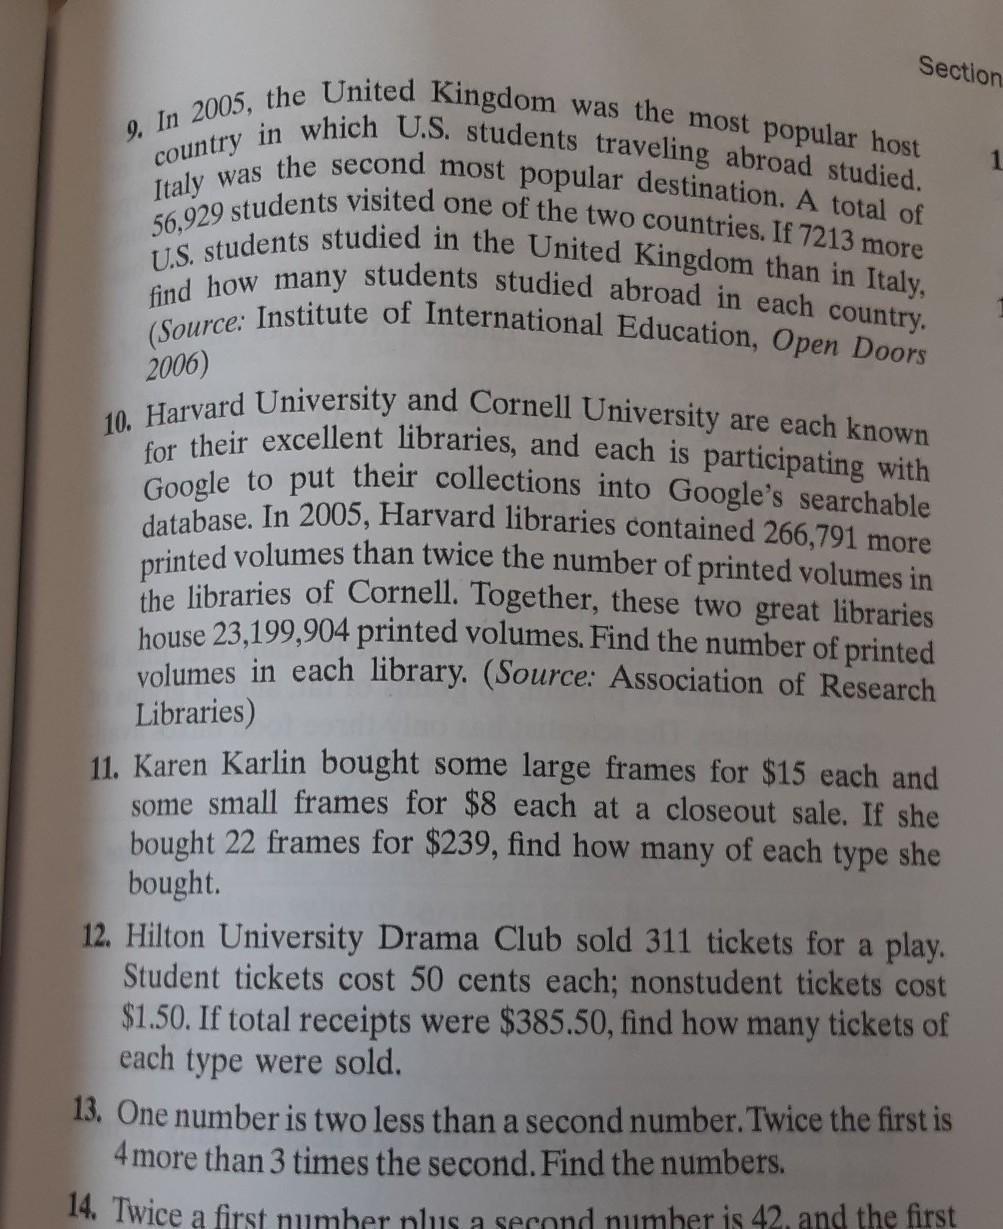 Section
9. In 2005, the United Kingdom was the most popular host
country in which U.S. students traveling abroad studied.
Italy was the second most popular destination. A total of
56,929 students visited one of the two countries. If 7213 more
U.S. students studied in the United Kingdom than in Italy,
find how many students studied abroad in each country.
(Source: Institute of International Education, Open Doors
2006)
10. Harvard University and Cornell University are each known
for their excellent libraries, and each is participating with
Google to put their collections into Google's searchable
database. In 2005, Harvard libraries contained 266,791 more
printed volumes than twice the number of printed volumes in
the libraries of Cornell. Together, these two great libraries
house 23,199,904 printed volumes. Find the number of printed
volumes in each library. (Source: Association of Research
Libraries)
11. Karen Karlin bought some large frames for $15 each and
some small frames for $8 each at a closeout sale. If she
bought 22 frames for $239, find how many of each type she
bought.
12. Hilton University Drama Club sold 311 tickets for a play.
Student tickets cost 50 cents each; nonstudent tickets cost
$1.50. If total receipts were $385.50, find how many tickets of
each type were sold.
13. One number is two less than a second number. Twice the first is
4 more than 3 times the second. Find the numbers.
14. Twice a first number plus a second number is 42, and the first